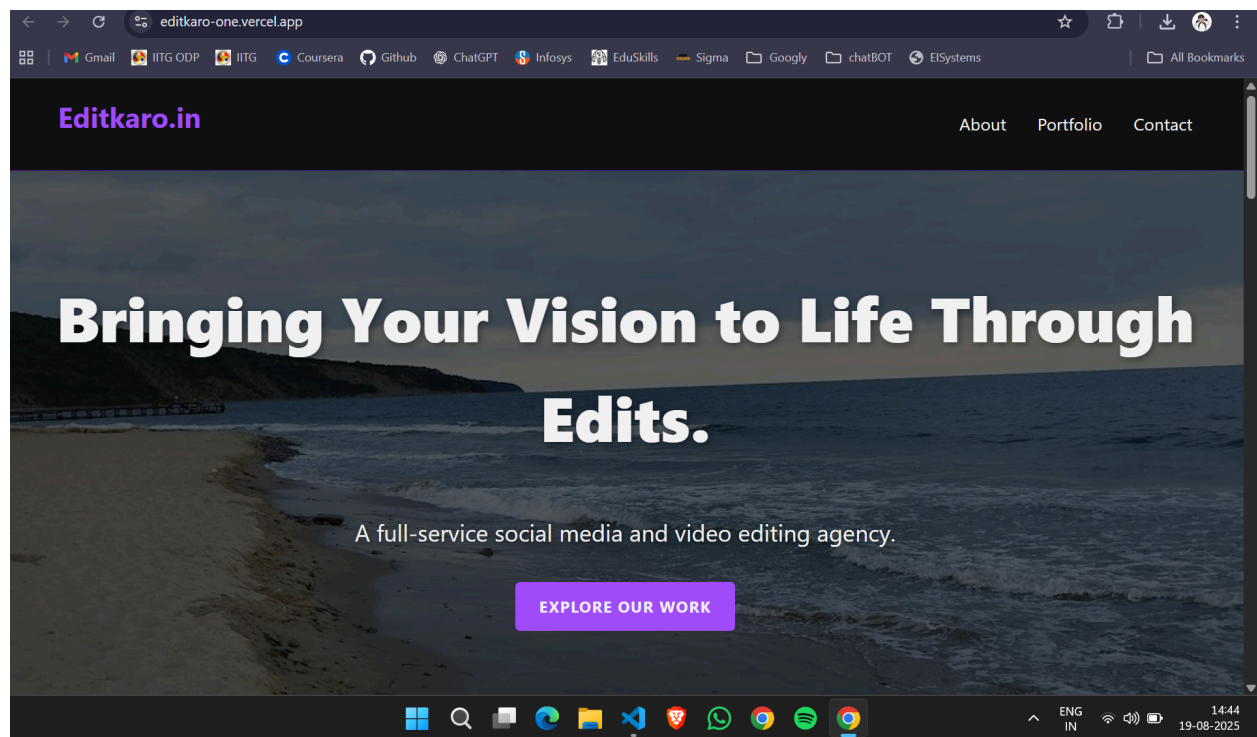 editkaro-one.vercel.app
Gmail IITG ODP IITG Coursera Github ChatGPT Infosys EduSkills Sigma Googly chatBOT EISystems All Bookmarks
Editkaro.in
About Portfolio Contact
Bringing Your Vision to Life Through
Edits.
A full-service social media and video editing agency.
EXPLORE OUR WORK
ENG 14:44
IN 19-08-2025